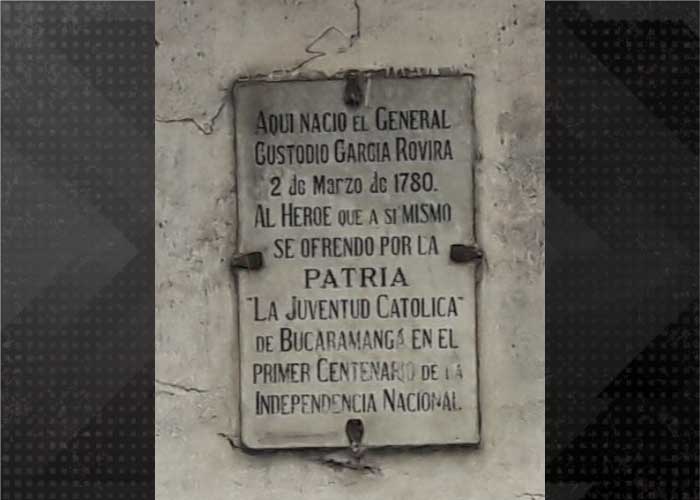 AQUI NACIO EL GENERAL
CUSTODIO GARCIA ROVIRA
2 de Marzo de 1780.
AL HEROE QUE A SI MISMO
SE OFRENDO POR LA
PATRIA
"LA JUVENTUD CATOLICA"
DE BUCARAMANGA EN EL
PRIMER CENTENARIO DE LA
INDEPENDENCIA NACIONAL